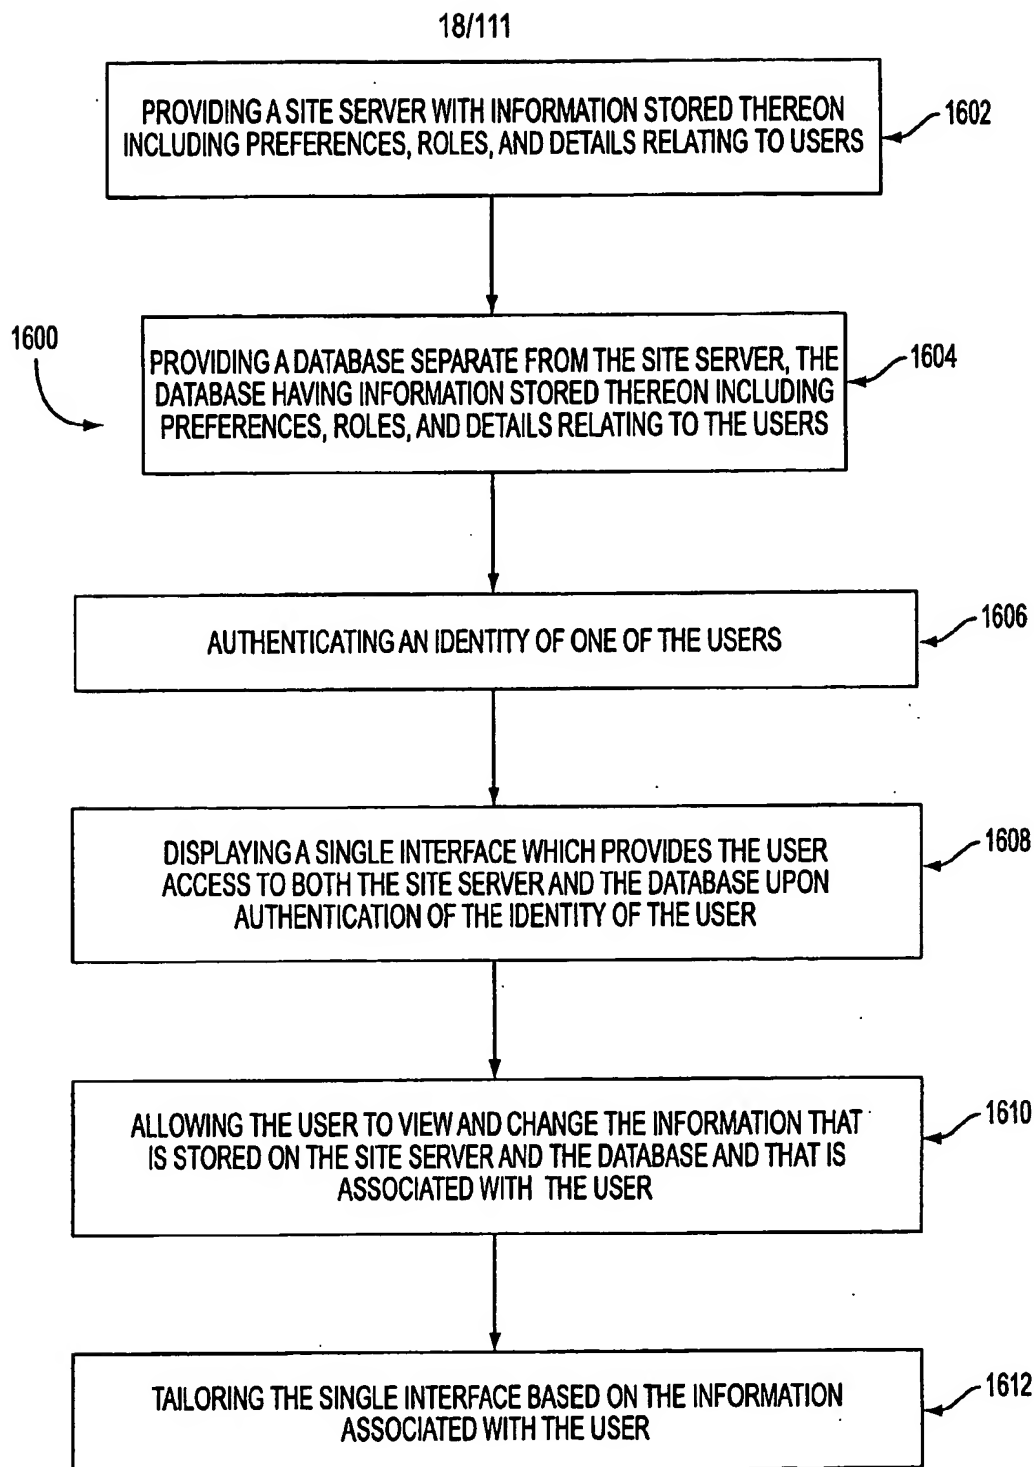 18/111
PROVIDING A SITE SERVER WITH INFORMATION STORED THEREON
INCLUDING PREFERENCES, ROLES, AND DETAILS RELATING TO USERS
1602
1600
PROVIDING A DATABASE SEPARATE FROM THE SITE SERVER, THE
DATABASE HAVING INFORMATION STORED THEREON INCLUDING
PREFERENCES, ROLES, AND DETAILS RELATING TO THE USERS
1604
AUTHENTICATING AN IDENTITY OF ONE OF THE USERS
1606
DISPLAYING A SINGLE INTERFACE WHICH PROVIDES THE USER
ACCESS TO BOTH THE SITE SERVER AND THE DATABASE UPON
AUTHENTICATION OF THE IDENTITY OF THE USER
1608
ALLOWING THE USER TO VIEW AND CHANGE THE INFORMATION THAT
IS STORED ON THE SITE SERVER AND THE DATABASE AND THAT IS
ASSOCIATED WITH THE USER
1610
TAILORING THE SINGLE INTERFACE BASED ON THE INFORMATION
ASSOCIATED WITH THE USER
1612